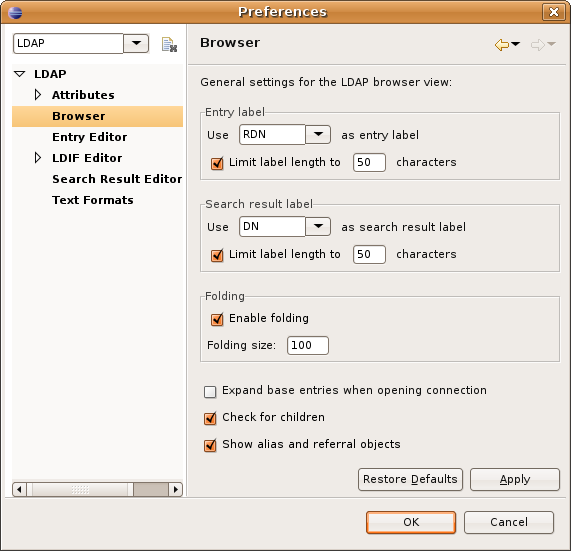 Preferences
LDAP
Browser
LDAP
Attributes
Browser
Entry Editor
LDIF Editor
Search Result Editor
Text Formats
General settings for the LDAP browser view:
Entry label
Use RDN as entry label
Limit label length to 50 characters
Search result label
Use DN as search result label
Limit label length to 50 characters
Folding
Enable folding
Folding size: 100
Expand base entries when opening connection
Check for children
Show alias and referral objects
Restore Defaults Apply
OK Cancel